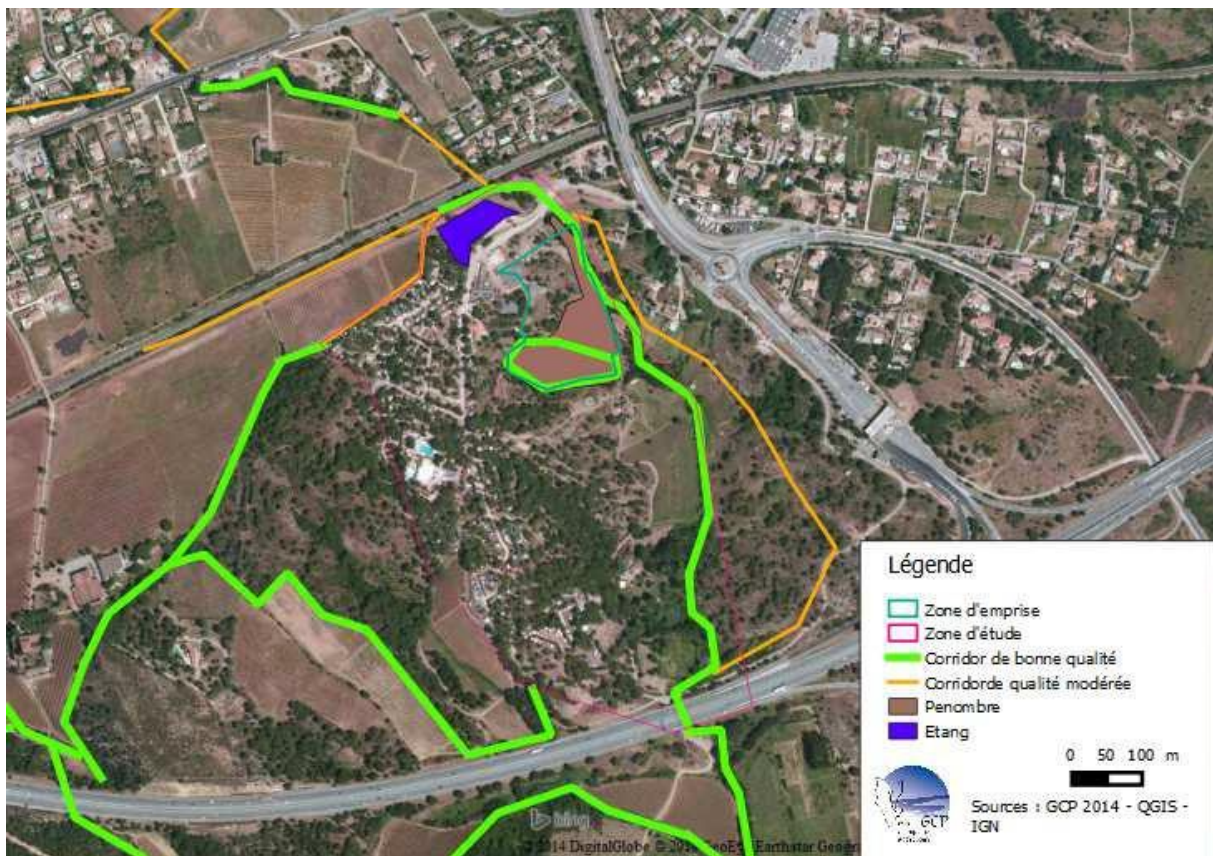 Légende
Zone d'emprise
Zone d'étude
Corridor de bonne qualité
Corridorde qualité modérée
Penombre
Etang
0 50 100 m
GCP
Sources : GCP 2014 - QGIS -
IGN
bing
2014 DigitalGlobe ©
Earthstar Geogr